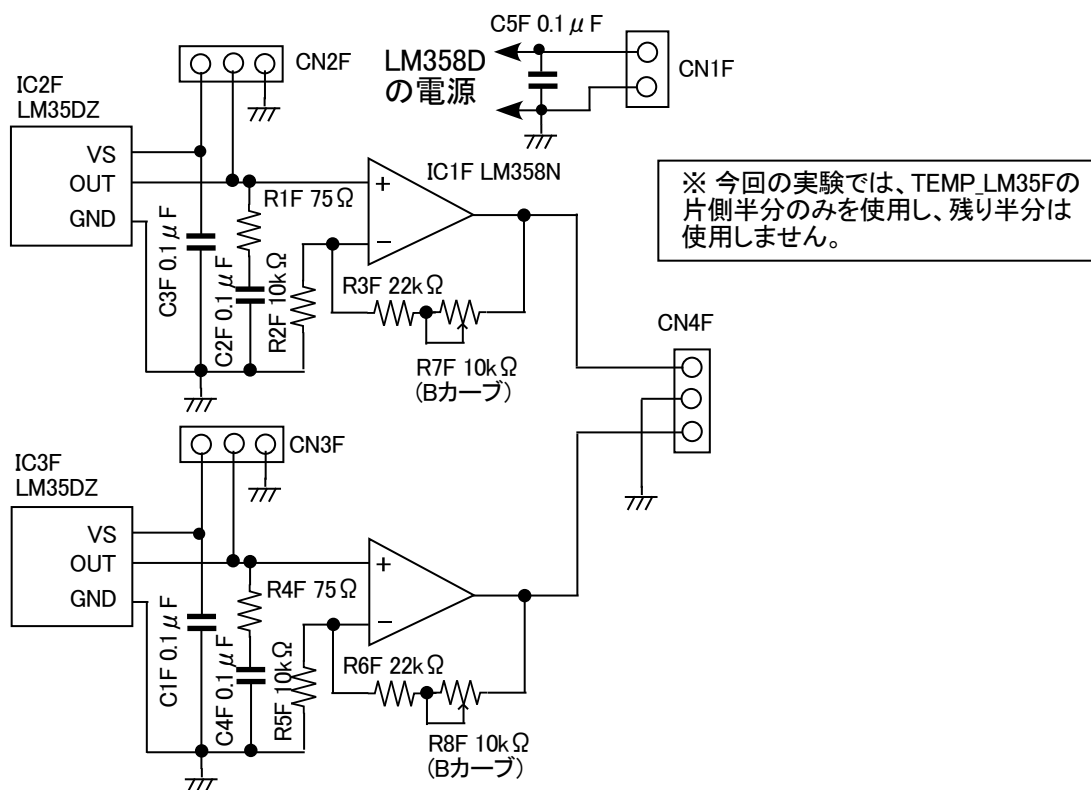 C5F 0.1μF
CN2F
LM358D
の電源
CN1F
IC2F
LM35DZ
VS
OUT
GND
IC1F LM358N
※ 今回の実験では、TEMP_LM35Fの
片側半分のみを使用し、残り半分は
使用しません。
R1F 75Ω
+
−
C3F 0.1μF
C2F 0.1μF
R2F 10kΩ
R3F 22kΩ
R7F 10kΩ
(Bカーブ)
CN4F
CN3F
IC3F
LM35DZ
VS
OUT
GND
R4F 75Ω
+
−
C1F 0.1μF
C4F 0.1μF
R5F 10kΩ
R6F 22kΩ
R8F 10kΩ
(Bカーブ)